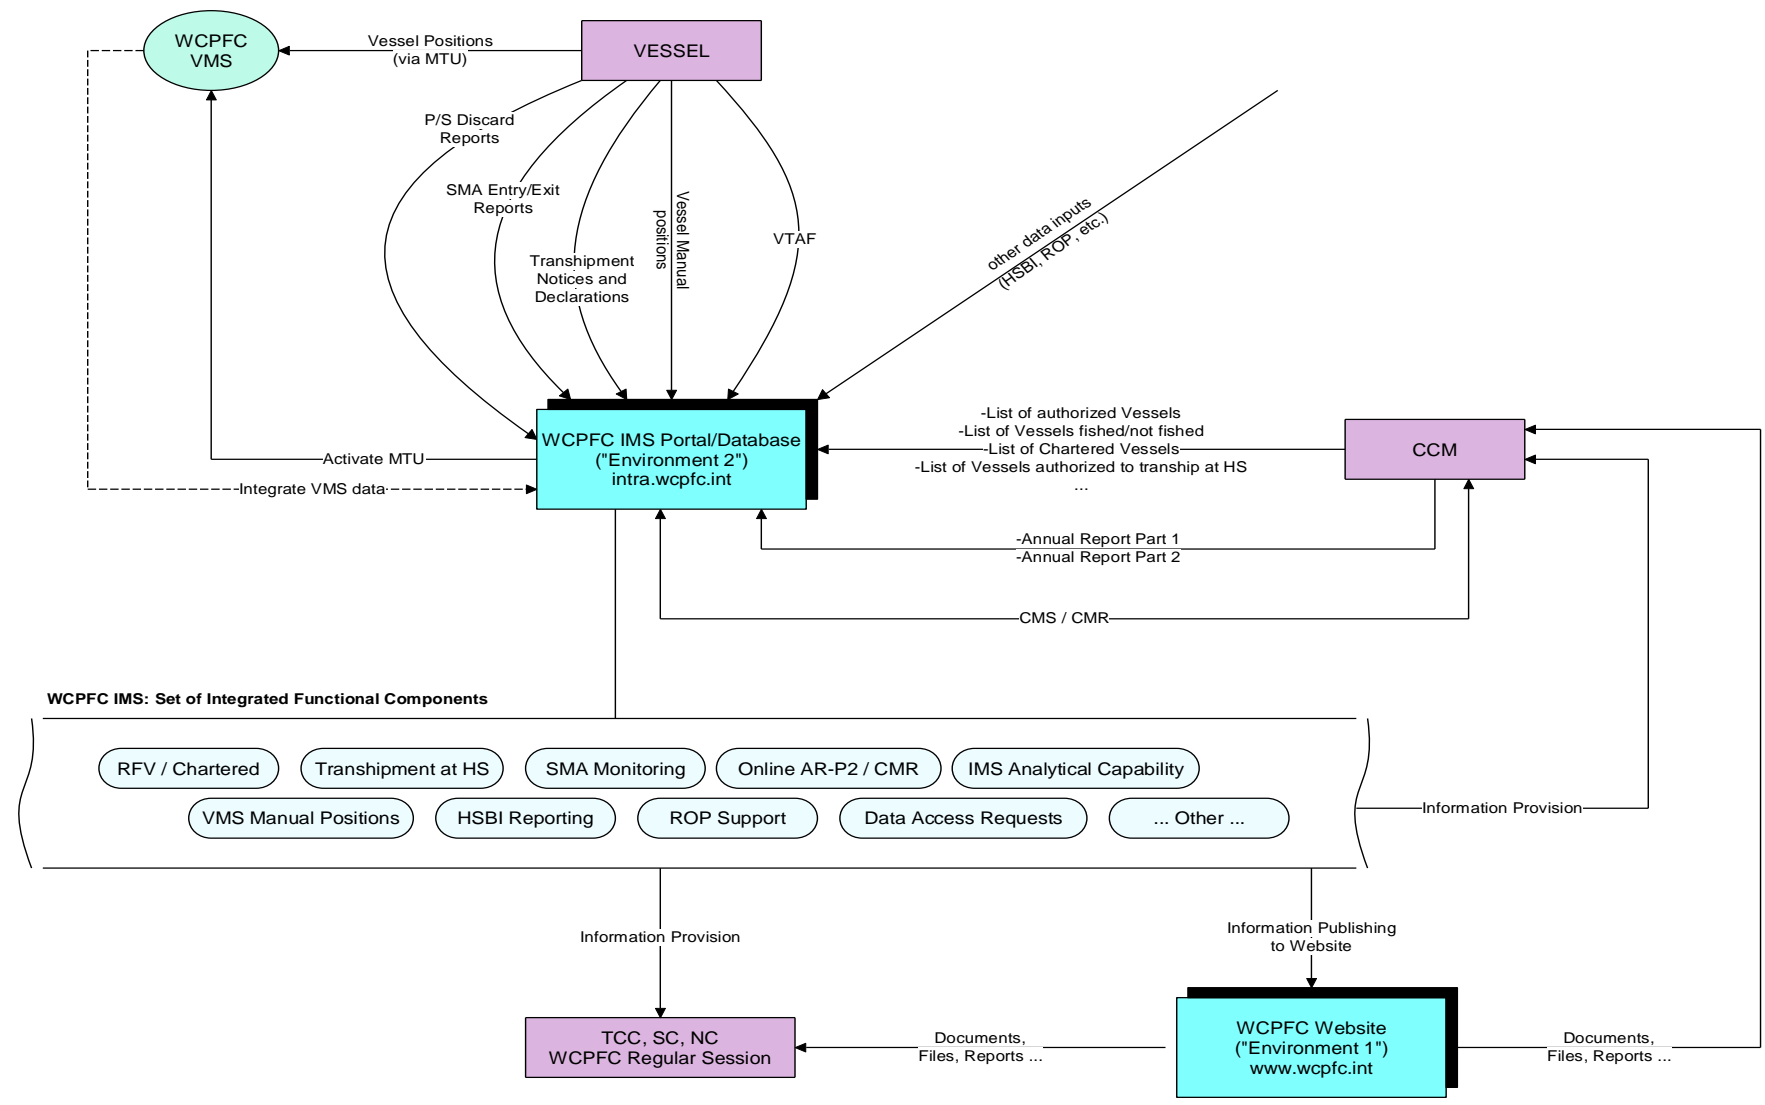 WCPFC
VMS
Vessel Positions
(via MTU)
VESSEL
P/S Discard
Reports
SMA Entry/Exit
Reports
Transhipment
Notices and
Declarations
Vessel Manual
positions
VTAF
other data inputs
(HSBI, ROP, etc.)
WCPFC IMS Portal/Database
("Environment 2")
intra.wcpfc.int
-List of authorized Vessels
-List of Vessels fished/not fished
-List of Chartered Vessels
-List of Vessels authorized to tranship at HS
...
CCM
Activate MTU
Integrate VMS data
-Annual Report Part 1
-Annual Report Part 2
CMS / CMR
WCPFC IMS: Set of Integrated Functional Components
RFV / Chartered
Transhipment at HS
SMA Monitoring
Online AR-P2 / CMR
IMS Analytical Capability
VMS Manual Positions
HSBI Reporting
ROP Support
Data Access Requests
... Other ...
Information Provision
Information Provision
Information Publishing
to Website
TCC, SC, NC
WCPFC Regular Session
Documents,
Files, Reports ...
WCPFC Website
("Environment 1")
www.wcpfc.int
Documents,
Files, Reports ...